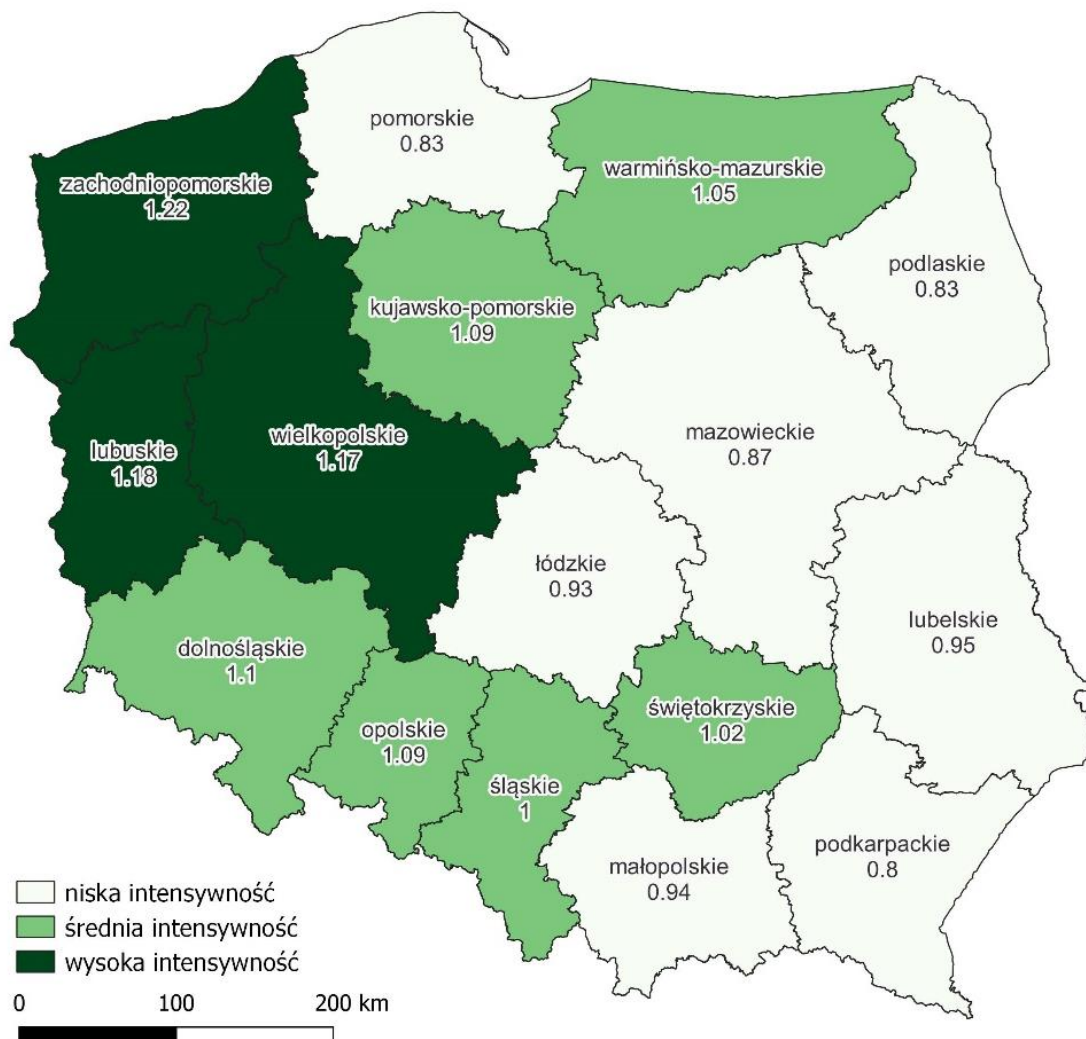 pomorskie
0.83
warmińsko-mazurskie
1.05
zachodniopomorskie
1.22
podlaskie
0.83
kujawsko-pomorskie
1.09
mazowieckie
0.87
wielkopolskie
1.17
lubuskie
1.18
łódzkie
0.93
lubelskie
0.95
dolnośląskie
1.1
świętokrzyskie
1.02
opolskie
1.09
śląskie
1
podkarpackie
0.8
małopolskie
0.94
niska intensywność
średnia intensywność
wysoka intensywność
0 100 200 km